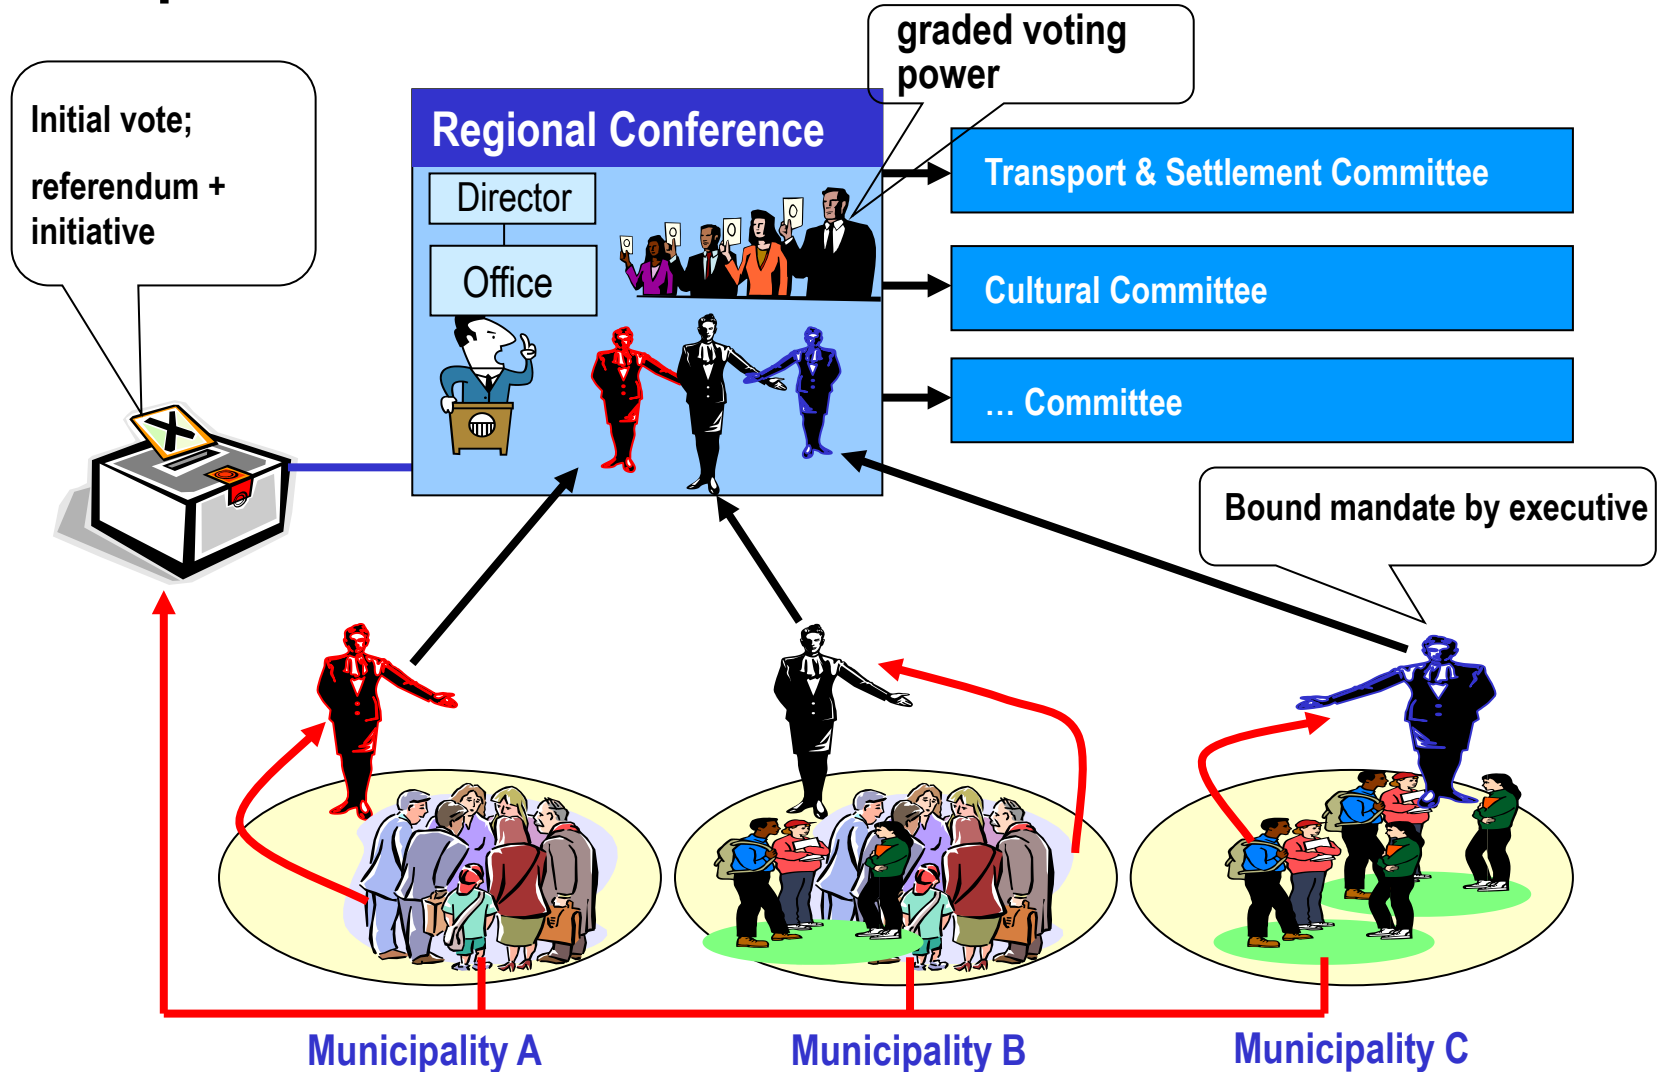 graded voting
power
Initial vote;
referendum +
initiative
Regional Conference
Director
Office
Transport & Settlement Committee
Cultural Committee
… Committee
Bound mandate by executive
Municipality A
Municipality B
Municipality C